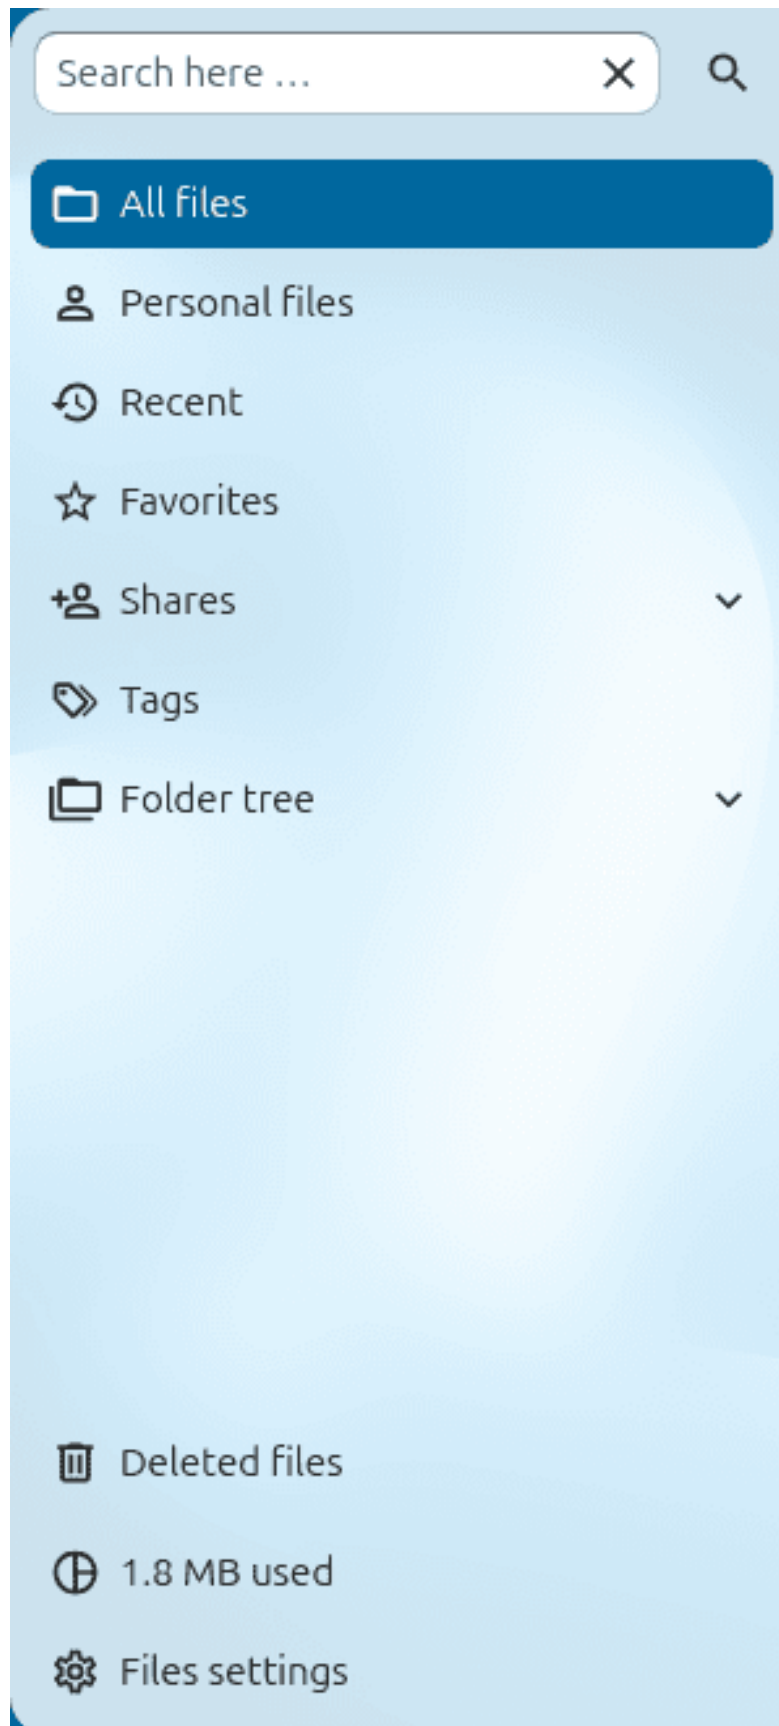 Search here …
All files
Personal files
Recent
Favorites
Shares
Tags
Folder tree
Deleted files
1.8 MB used
Files settings